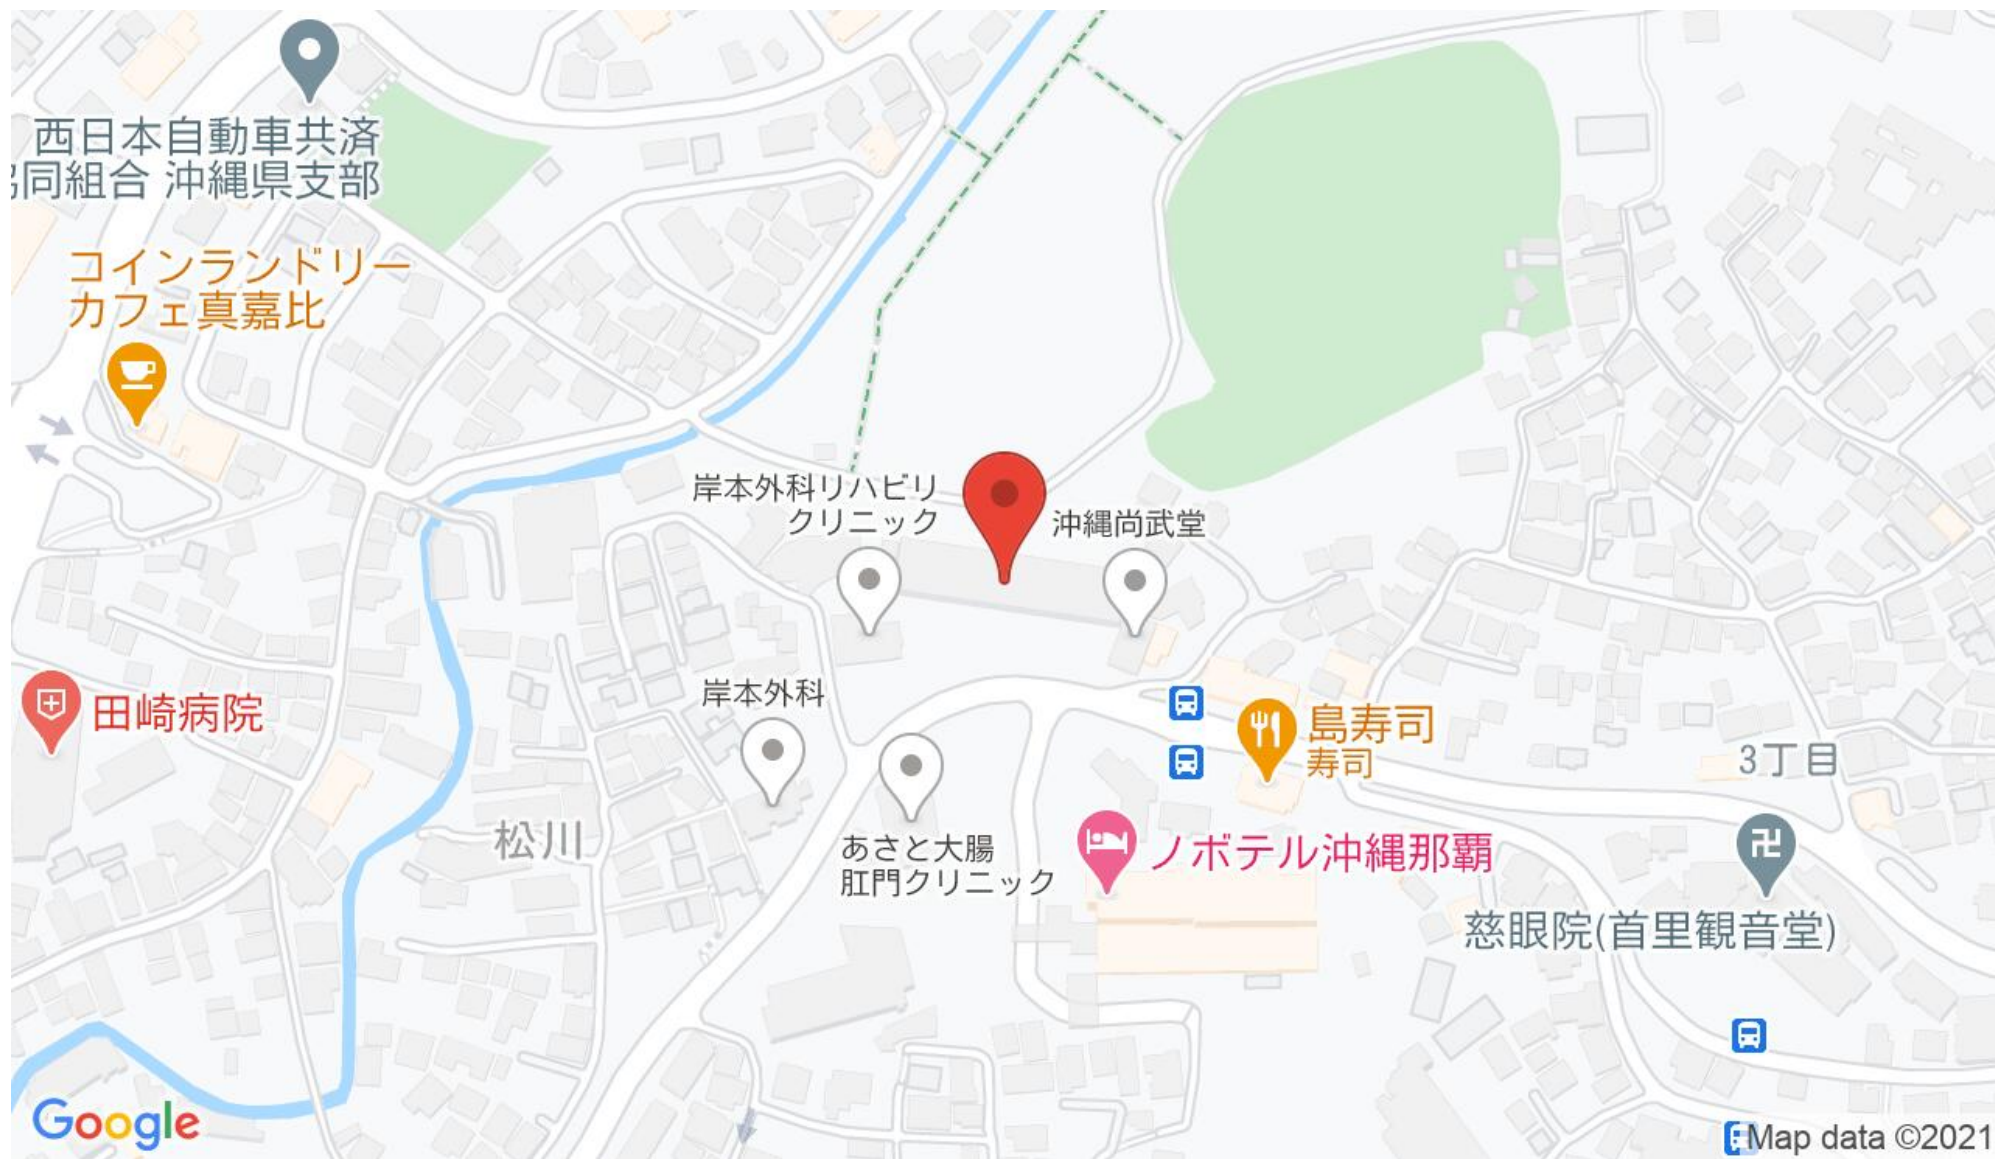 西日本自動車共済
協同組合 沖縄県支部
コインランドリー
カフェ真嘉比
岸本外科リハビリ
クリニック
沖縄尚武堂
田崎病院
岸本外科
島寿司
寿司
3丁目
松川
あさと大腸
肛門クリニック
ノボテル沖縄那覇
慈眼院(首里観音堂)
Google
Map data ©2021